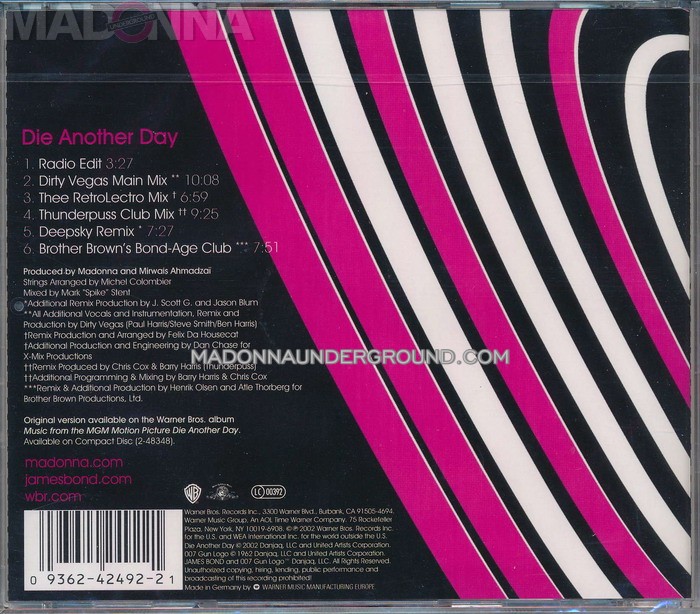 MADONNA
UNDERGROUND
Die Another Day
1. Radio Edit 3:27
2. Dirty Vegas Main Mix ** 10:08
3. Thee RetroLectro Mix † 6:59
4. Thunderpuss Club Mix †† 9:25
5. Deepsky Remix * 7:27
6. Brother Brown's Bond-Age Club *** 7:51
Produced by Madonna and Mirwais Ahmadzaï
Strings Arranged by Michel Colombier
Mixed by Mark "Spike" Stent
*Additional Remix Production by J. Scott G. and Jason Blum
**All Additional Vocals and Instrumentation, Remix and
Production by Dirty Vegas (Paul Harris/Steve Smith/Ben Harris)
†Remix Production and Arranged by Felix Da Housecat
†Additional Production and Engineering by Dan Chase for
X-Mix Productions
††Remix Produced by Chris Cox & Barry Harris (Thunderpuss)
††Additional Programming & Mixing by Barry Harris & Chris Cox
***Remix & Additional Production by Henrik Olsen and Atle Thorberg for
Brother Brown Productions, Ltd.
MADONNAUNDERGROUND.COM
Original version available on the Warner Bros. album
Music from the MGM Motion Picture Die Another Day.
Available on Compact Disc (2-48348).
madonna.com
jamesbond.com
wbr.com
WB
LC 00392
Warner Bros. Records Inc., 3300 Warner Blvd., Burbank, CA 91505-4694.
Warner Music Group, An AOL Time Warner Company. 75 Rockefeller
Plaza, New York, NY 10019-6908. ℗©2002 Warner Bros. Records Inc.
for the U.S. and WEA International Inc. for the world outside the U.S.
Die Another Day © 2002 Danjaq, LLC and United Artists Corporation.
007 Gun Logo © 1962 Danjaq, LLC and United Artists Corporation.
JAMES BOND and 007 Gun Logo™ Danjaq, LLC. All Rights Reserved.
Unauthorized copying, hiring, lending, public performance and
broadcasting of this recording prohibited!
Made in Germany by WARNER MUSIC MANUFACTURING EUROPE.
0 9362-42492-2 1